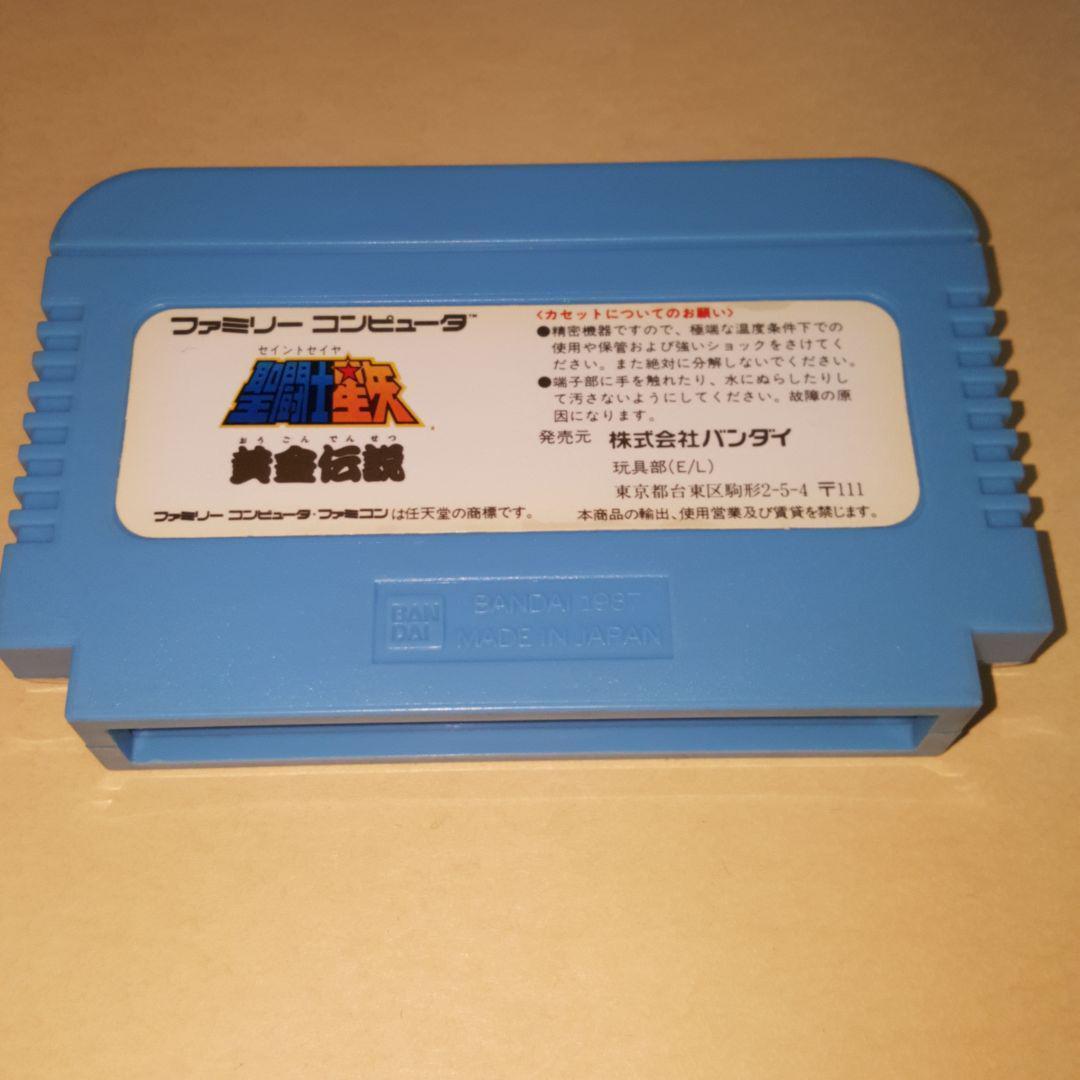 ファミリー コンピュータ™
セイントセイヤ
聖闘士星矢
おうごんでんせつ
黄金伝説
ファミリー コンピュータ・ファミコンは任天堂の商標です。
〈カセットについてのお願い〉
●精密機器ですので、極端な温度条件下での
使用や保管および強いショックをさけてく
ださい。また絶対に分解しないでください。
●端子部に手を触れたり、水にぬらしたりし
て汚さないようにしてください。故障の原
因になります。
発売元 株式会社バンダイ
玩具部(E/L)
東京都台東区駒形2-5-4 〒111
本商品の輸出、使用営業及び賃貸を禁じます。
BAN
DAI
BANDAI 1987
MADE IN JAPAN